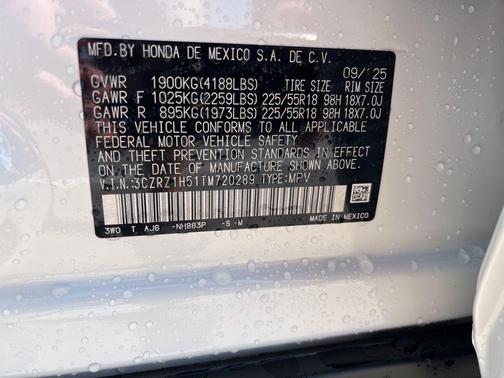 MFD.BY HONDA DE MEXICO S.A. DE C.V.
09/'25
GVWR 1900KG(4188LBS) TIRE SIZE RIM SIZE
GAWR F 1025KG(2259LBS) 225/55R18 98H 18X7.0J
GAWR R 895KG(1973LBS) 225/55R18 98H 18X7.0J
THIS VEHICLE CONFORMS TO ALL APPLICABLE
FEDERAL MOTOR VEHICLE SAFETY
AND THEFT PREVENTION STANDARDS IN EFFECT
ON THE DATE OF MANUFACTURE SHOWN ABOVE.
V.I.N.:3CZRZ1H51TM720289 TYPE:MPV
3W0 T AJ6 -NH883P -S-M MADE IN MEXICO